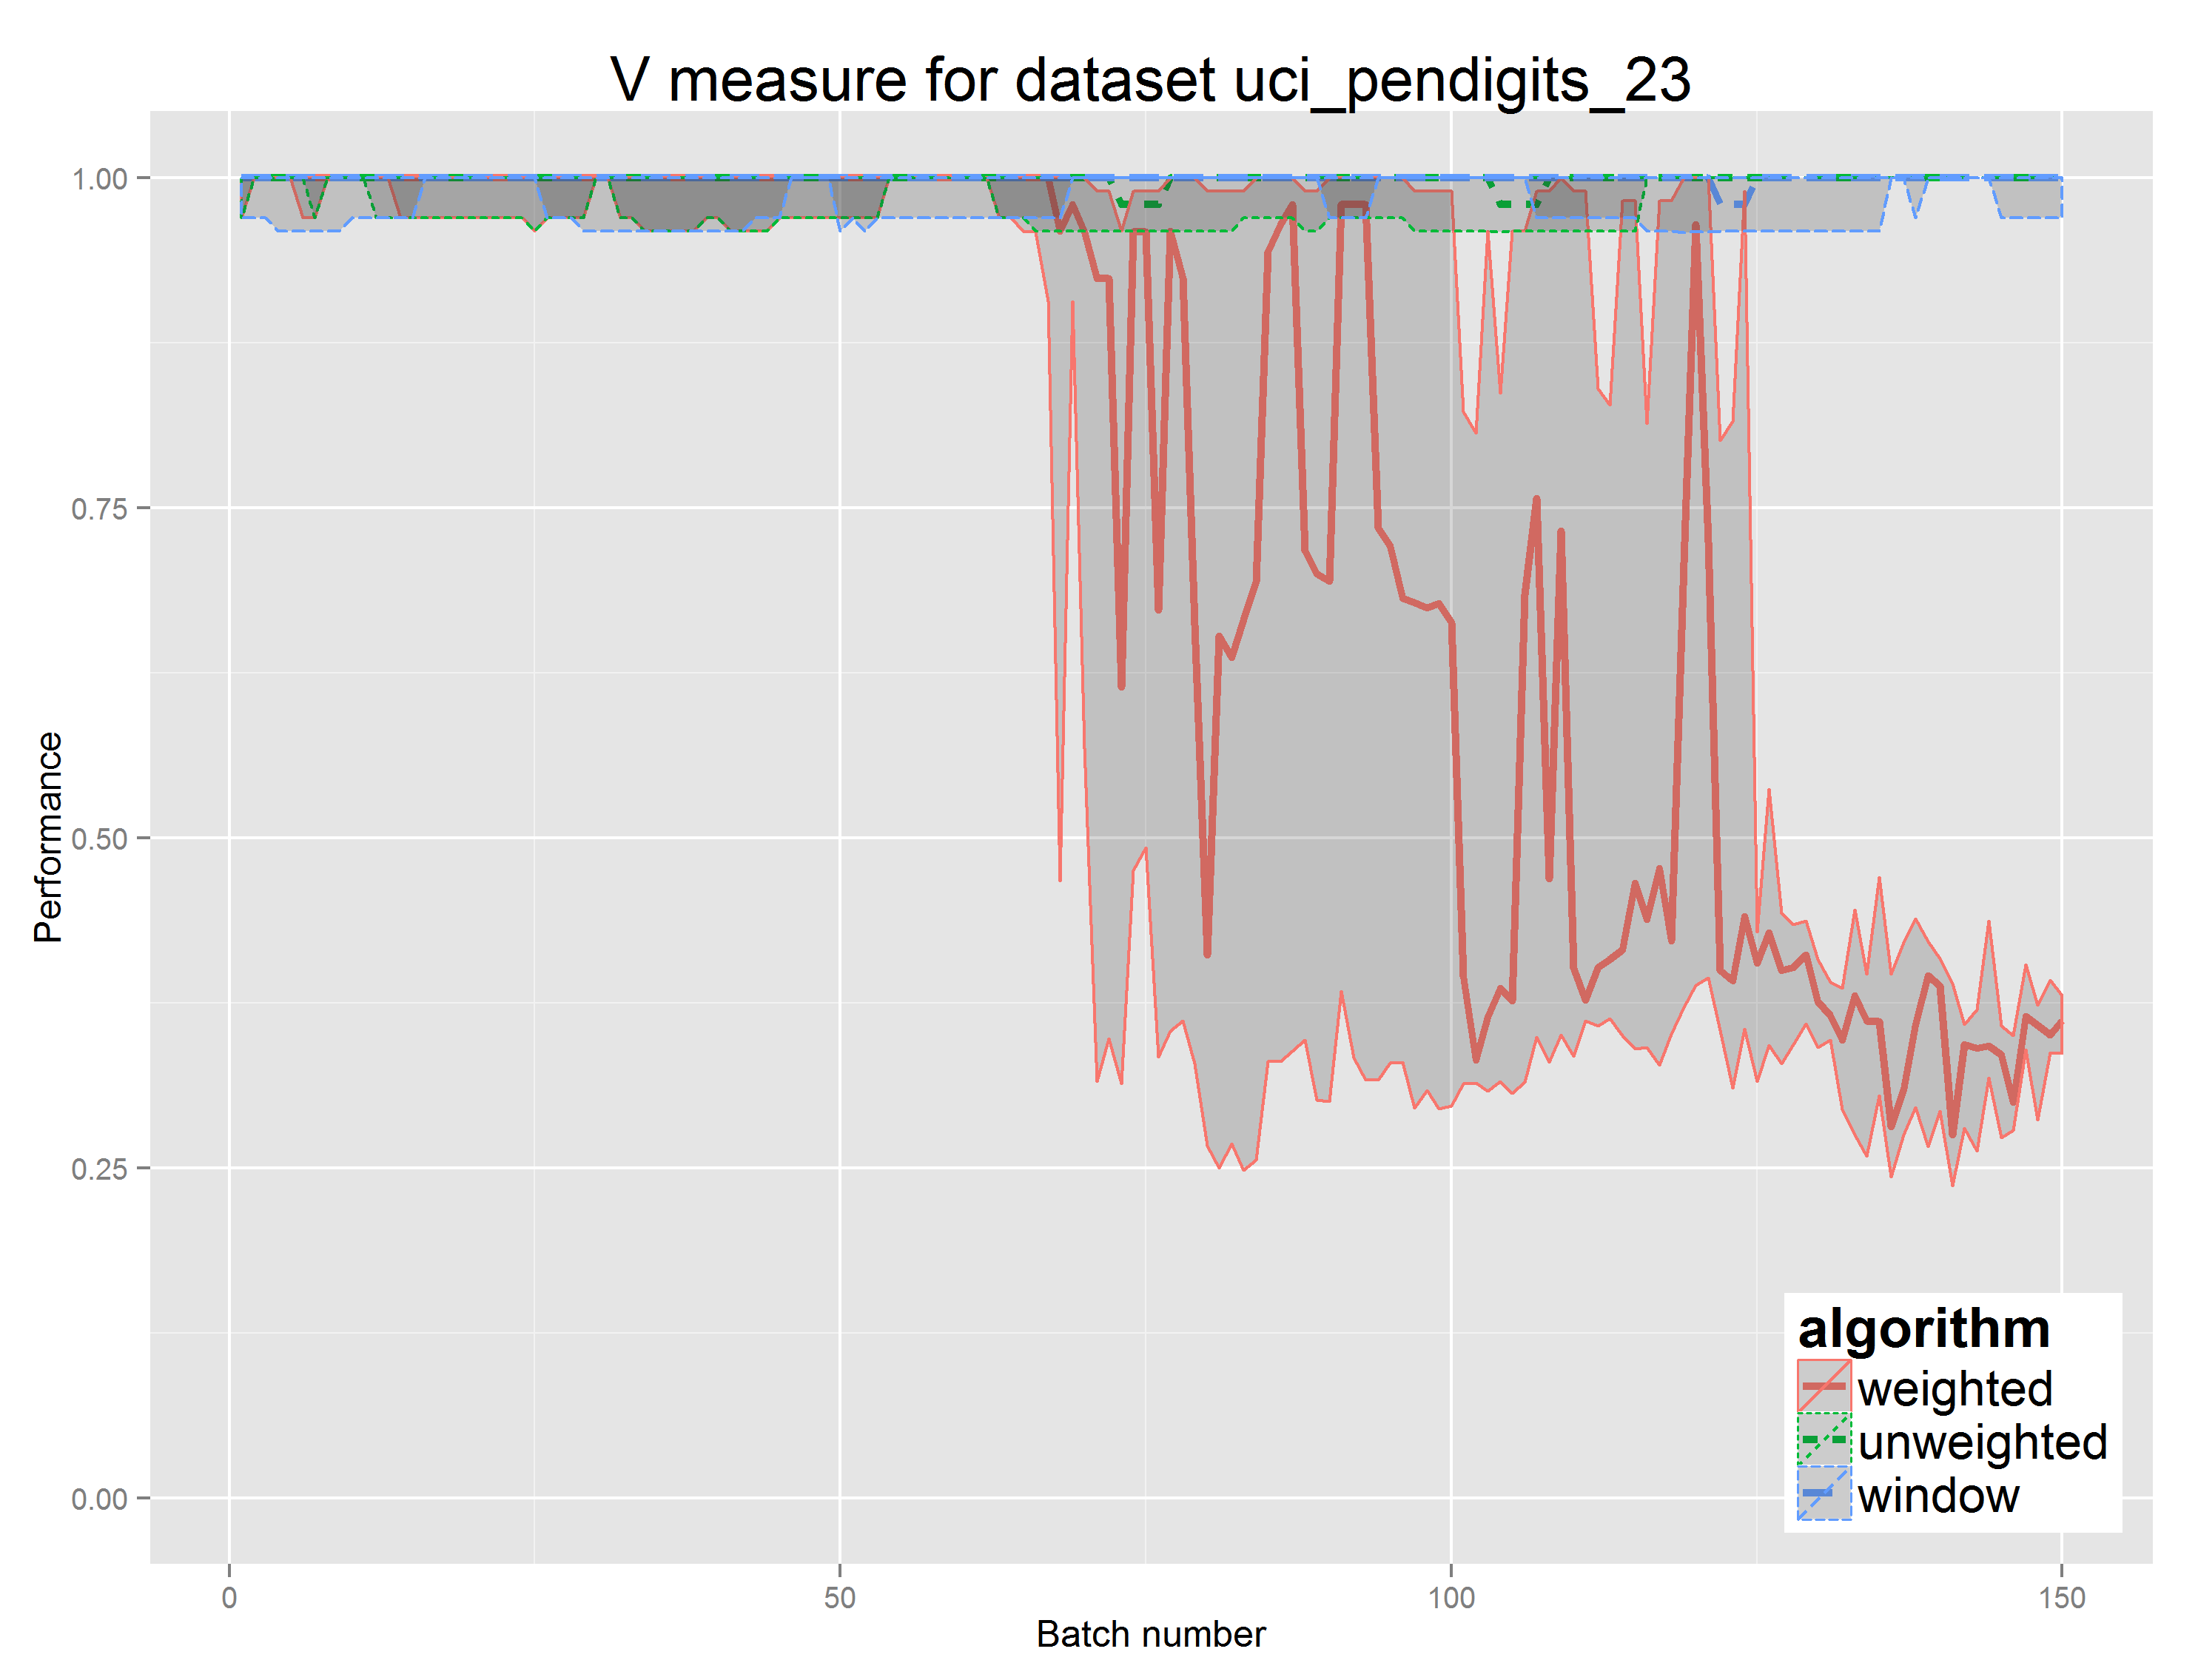 V measure for dataset uci_pendigits_23
1.00
0.75
0.50
0.25
0.00
Performance
0
50
100
150
Batch number
algorithm
weighted
unweighted
window